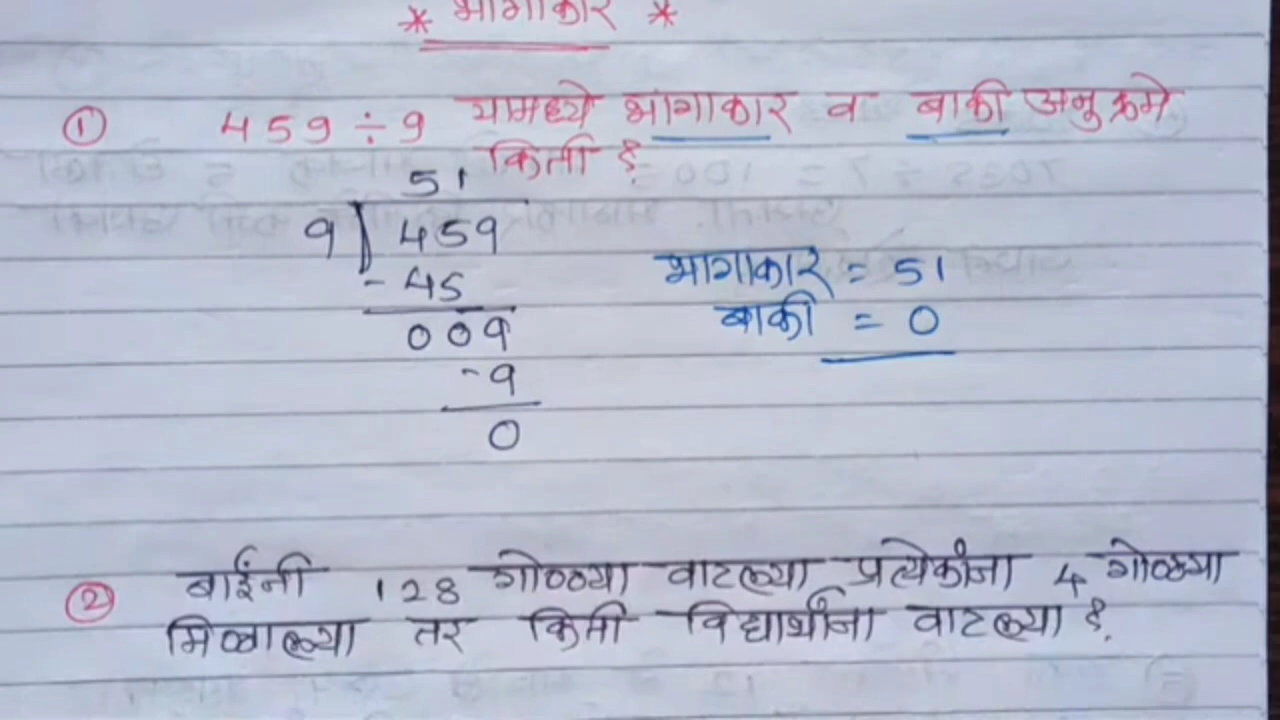 * भागाकार *
① 459 ÷ 9 यामध्ये भागाकार व बाकी अनुक्रमे
किती ?
51
9 459
- 45
009
- 9
0
भागाकार = 51
बाकी = 0
② बाईंनी 128 गोळ्या वाटल्या प्रत्येकांना 4 गोळ्या
मिळाल्या तर किती विद्यार्थींना वाटल्या ?